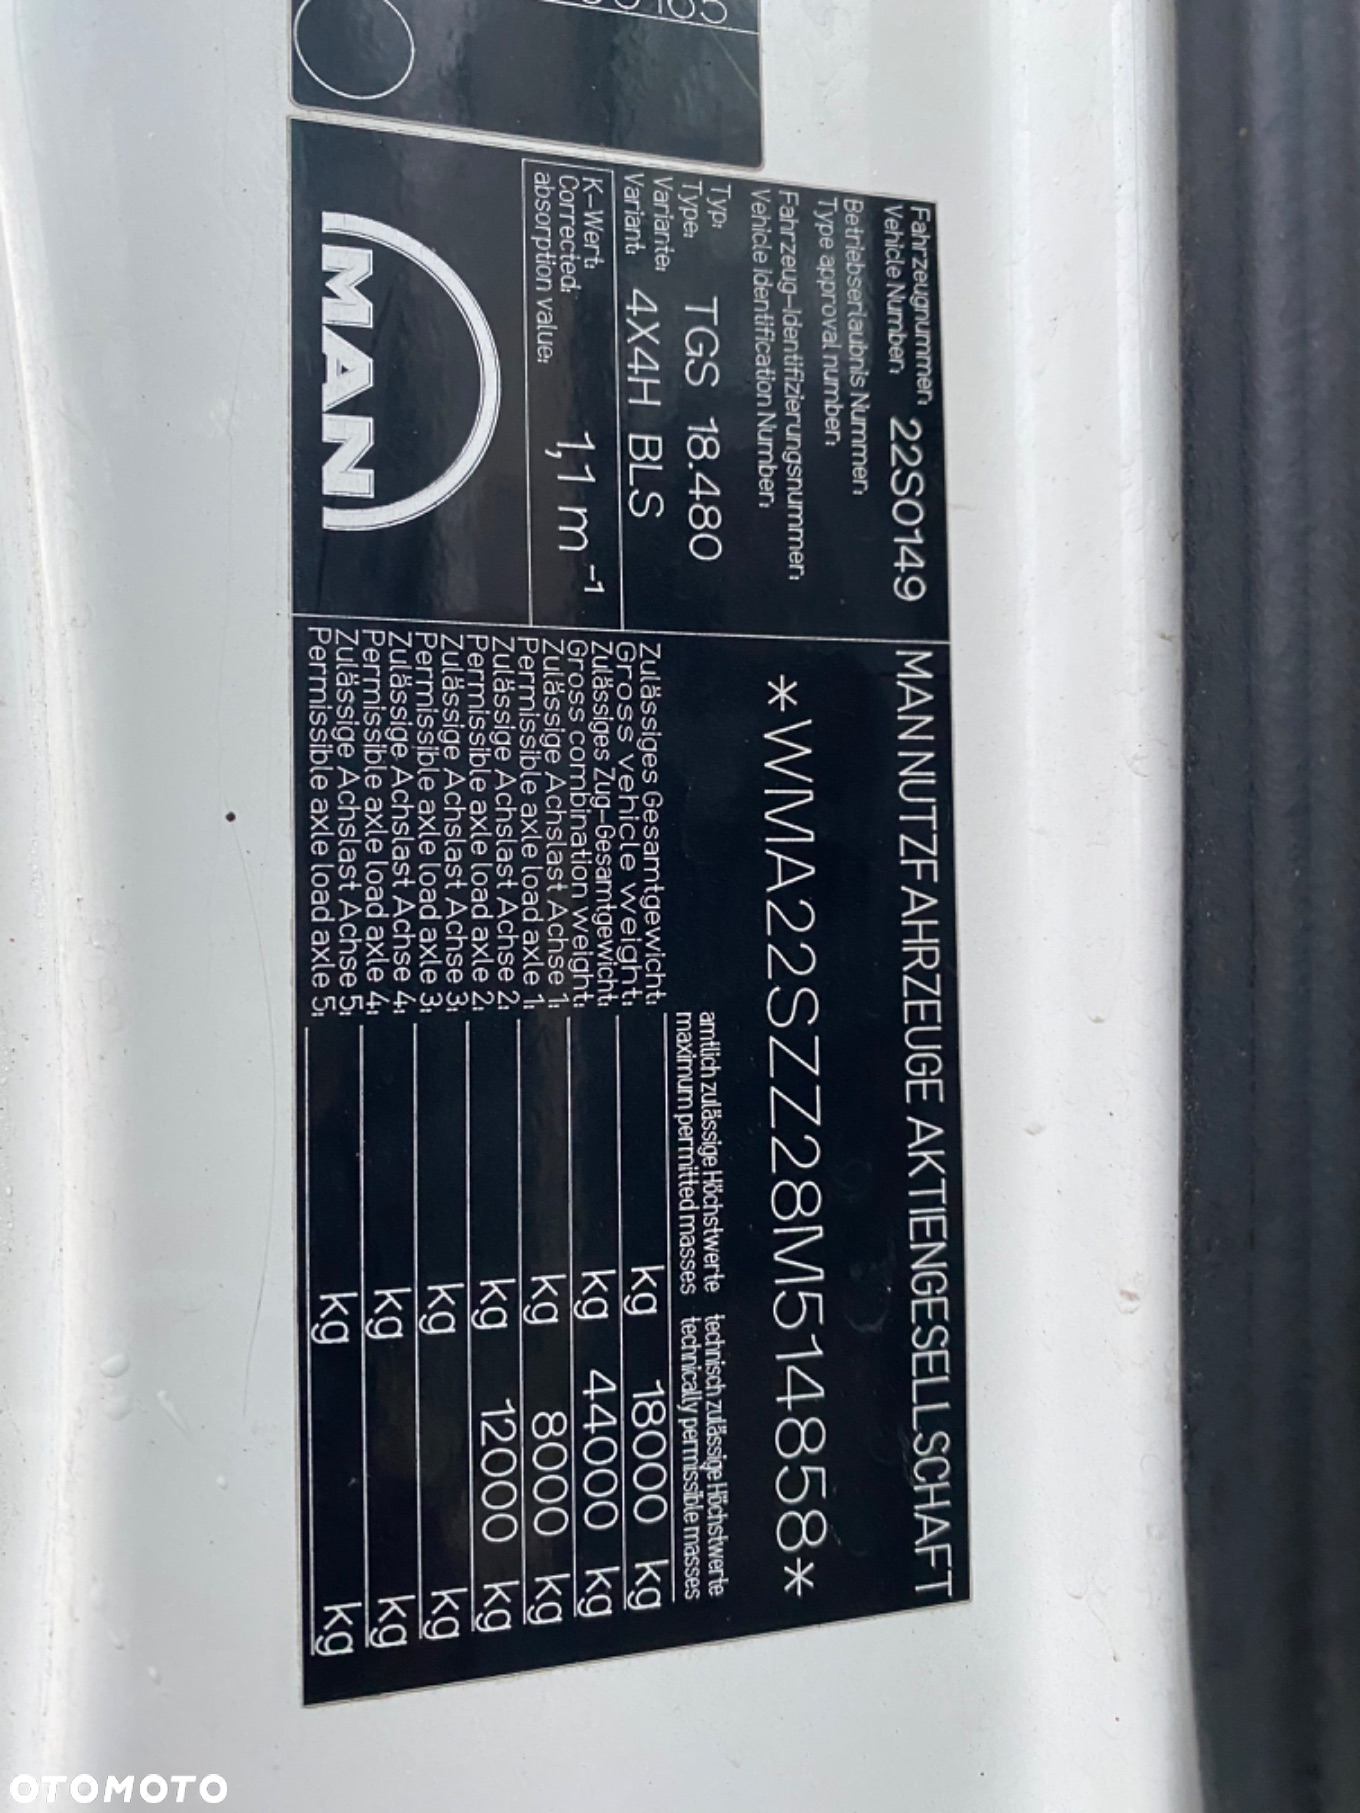 Fahrzeugnummer:
Vehicle Number: 22S0149
MAN NUTZFAHRZEUGE AKTIENGESELLSCHAFT
Betriebserlaubnis Nummer:
Type approval number:
Fahrzeug-Identifizierungsnummer:
Vehicle Identification Number:
*WMA22SZZ28M514858*
Typ:
Type: TGS 18.480
Variante:
Variant: 4X4H BLS
K-Wert:
Corrected
absorption value: 1,1 m⁻¹
MAN
amtlich zulässige Höchstwerte technisch zulässige Höchstwerte
maximum permitted masses technically permissible masses
Zulässiges Gesamtgewicht:
Gross vehicle weight: kg 18000 kg
Zulässiges Zug-Gesamtgewicht:
Gross combination weight: kg 44000 kg
Zulässige Achslast Achse 1:
Permissible axle load axle 1: kg 8000 kg
Zulässige Achslast Achse 2:
Permissible axle load axle 2: kg 12000 kg
Zulässige Achslast Achse 3:
Permissible axle load axle 3: kg kg
Zulässige Achslast Achse 4:
Permissible axle load axle 4: kg kg
Zulässige Achslast Achse 5:
Permissible axle load axle 5: kg kg
OTOMOTO